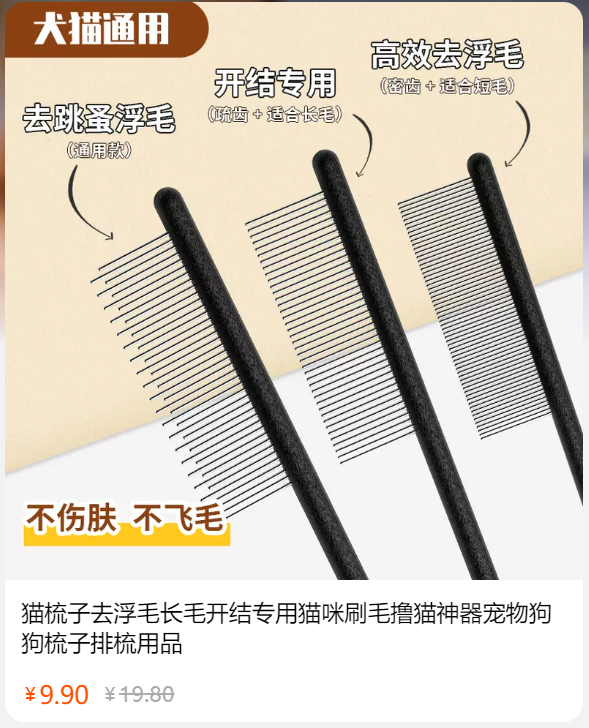 犬猫通用
高效去浮毛
（密齿 + 适合短毛）
开结专用
（疏齿 + 适合长毛）
去跳蚤浮毛
（通用款）
不伤肤 不飞毛
猫梳子去浮毛长毛开结专用猫咪刷毛撸猫神器宠物狗
狗梳子排梳用品
¥9.90 ¥19.80